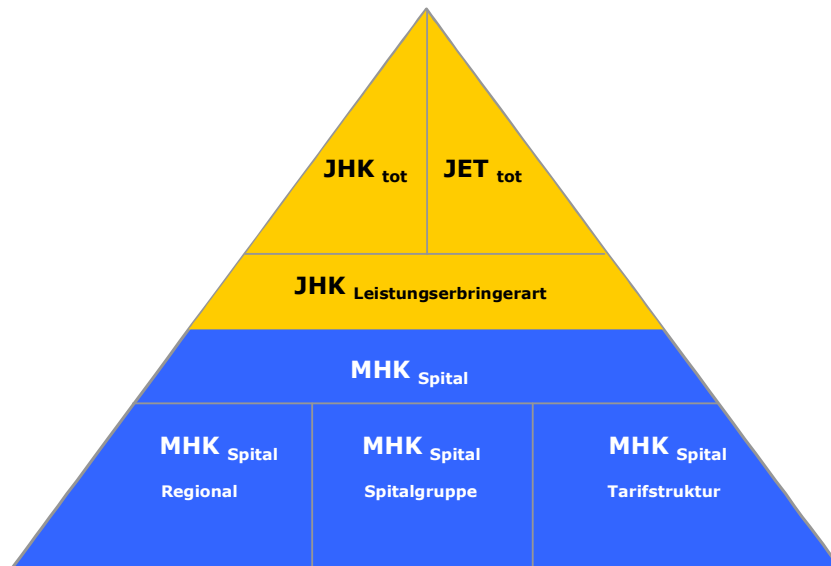 JHK tot JET tot
JHK Leistungserbringerart
MHK Spital
MHK Spital MHK Spital MHK Spital
Regional Spitalgruppe Tarifstruktur